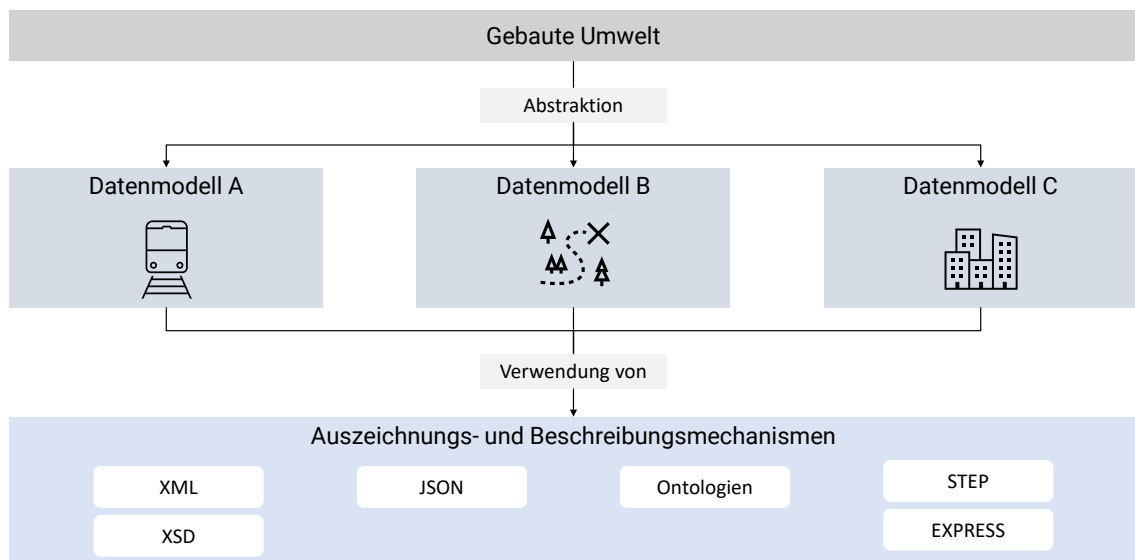 Gebaute Umwelt
Abstraktion
Datenmodell A
Datenmodell B
Datenmodell C
Verwendung von
Auszeichnungs- und Beschreibungsmechanismen
XML
JSON
Ontologien
STEP
XSD
EXPRESS